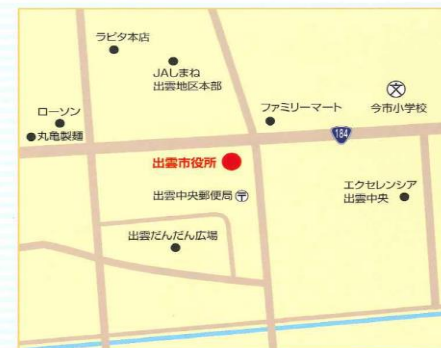 ラピタ本店
JAしまね
出雲地区本部
ローソン
丸亀製麺
ファミリーマート
今市小学校
文
184
出雲市役所
出雲中央郵便局
〒
エクセレンシア
出雲中央
出雲だんだん広場